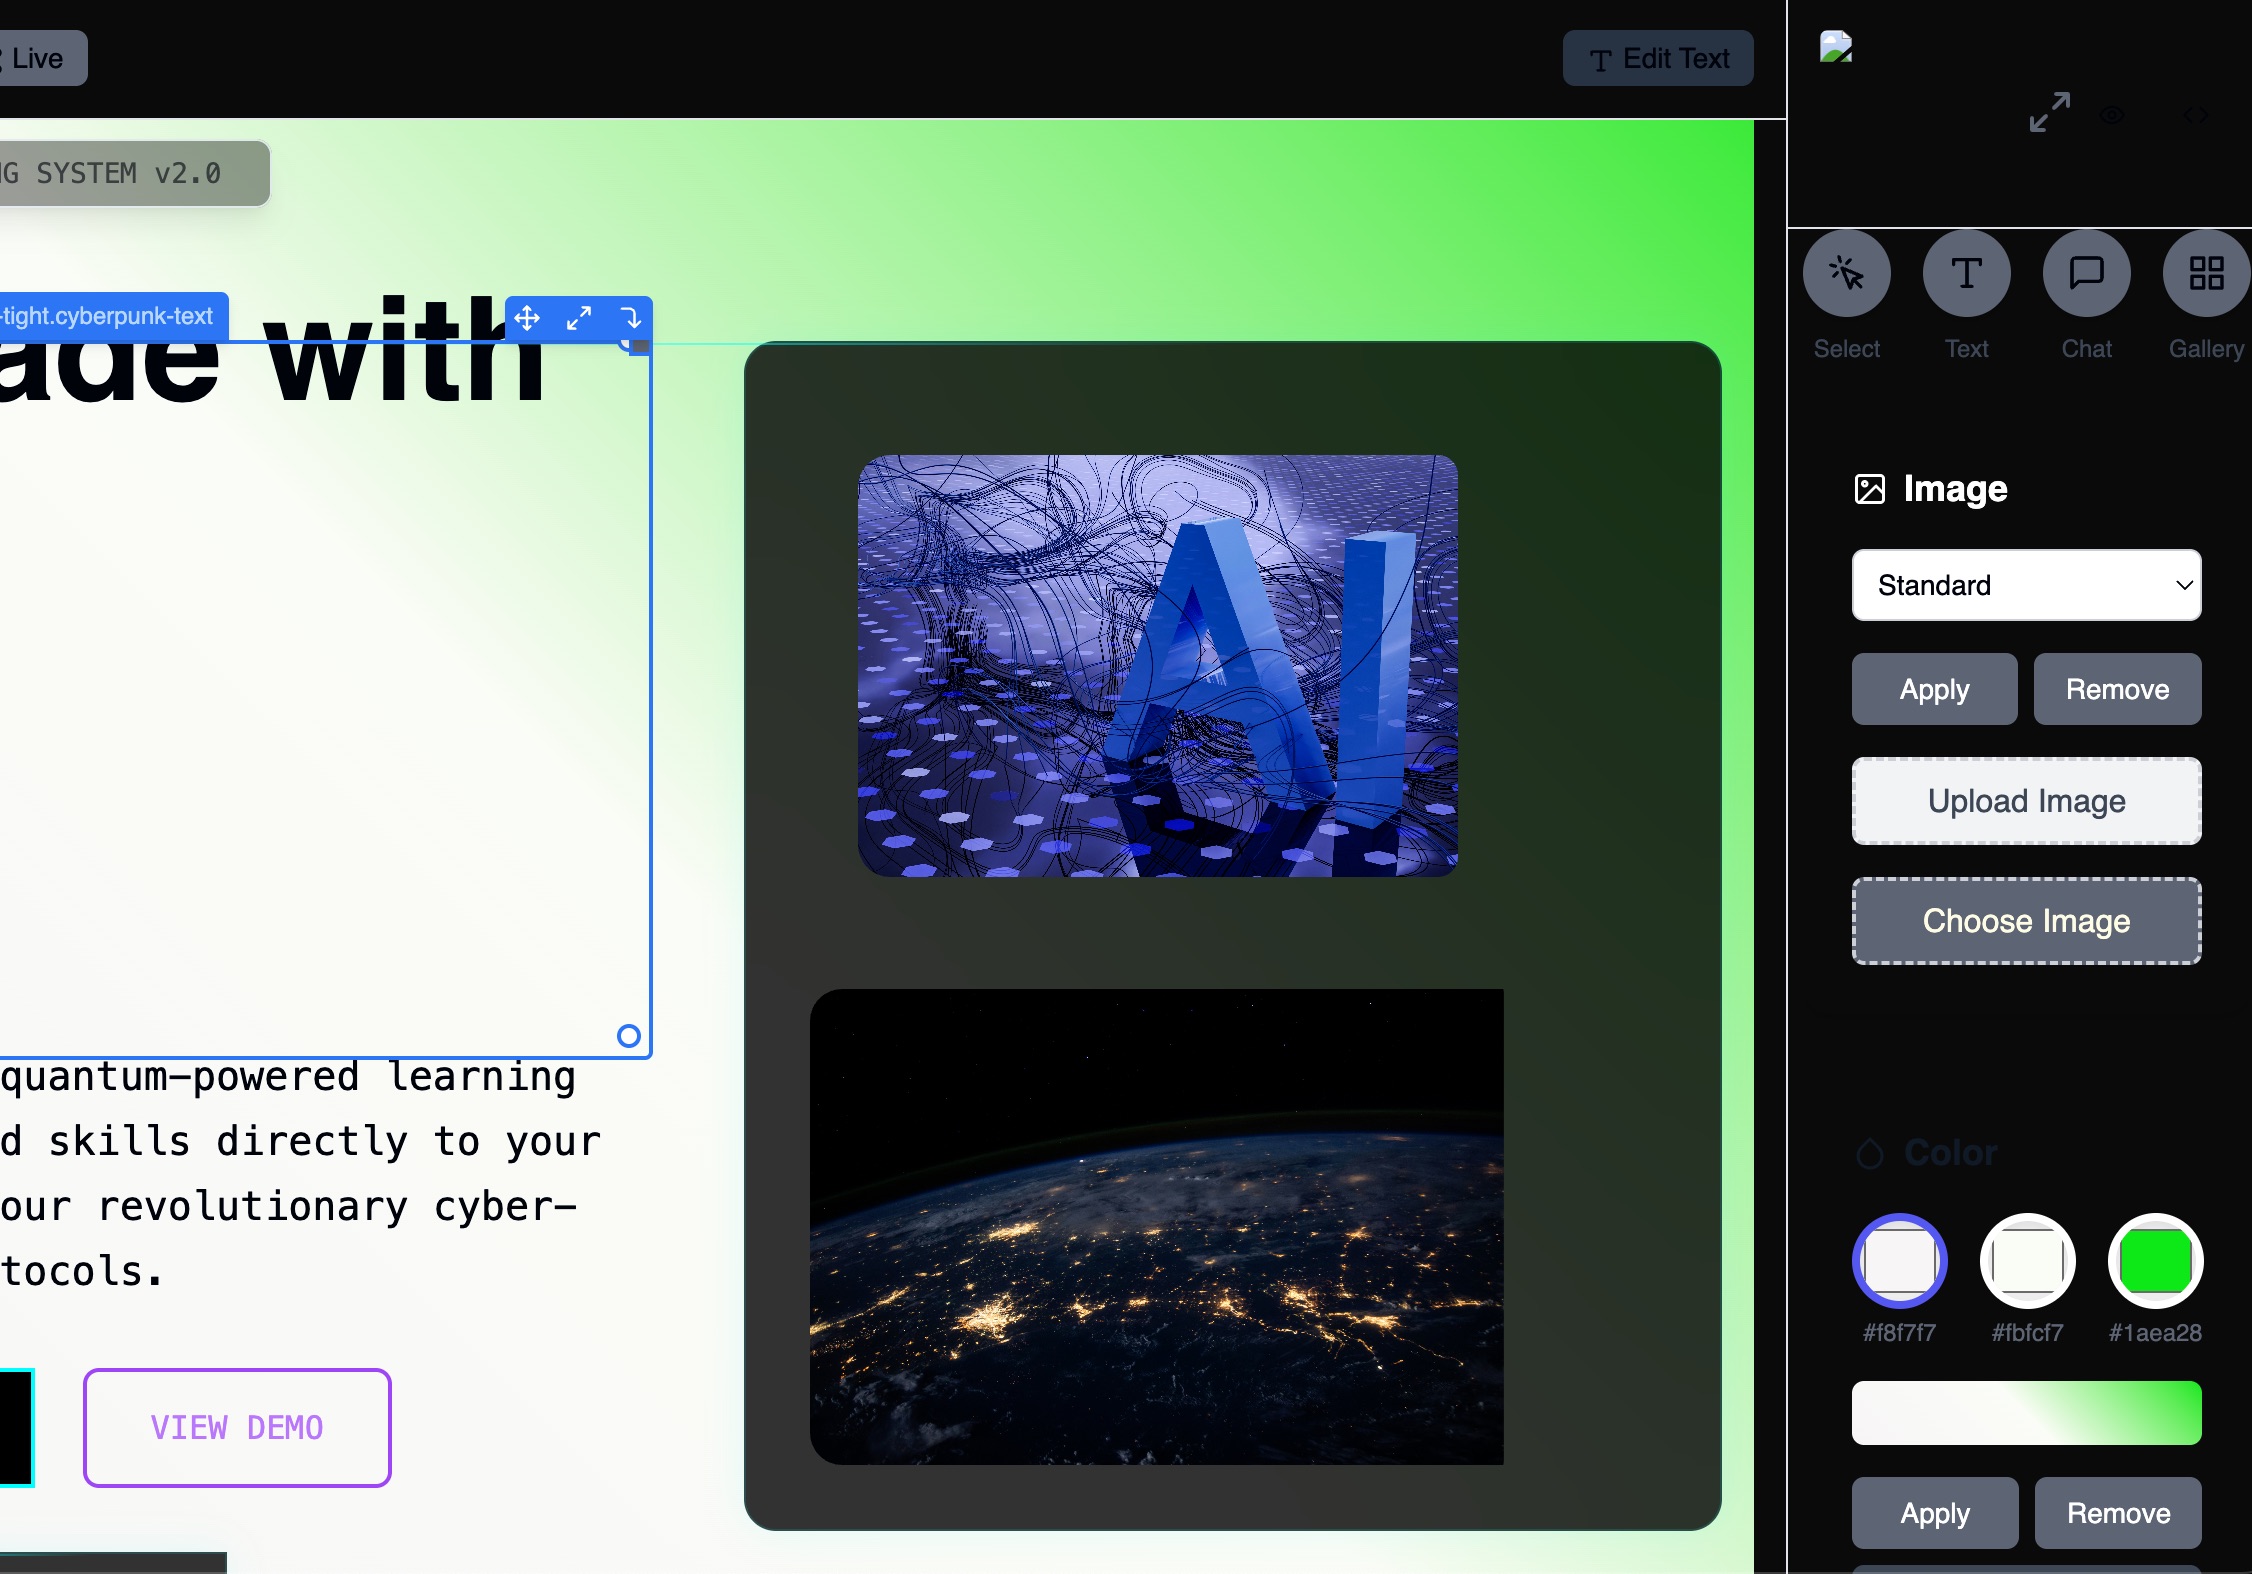 Live
Edit Text
G SYSTEM v2.0
-tight.cyberpunk-text
ade with
Select
Text
Chat
Gallery
Image
Standard
Apply
Remove
Upload Image
Choose Image
AI
quantum-powered learning
d skills directly to your
our revolutionary cyber-
tocols.
VIEW DEMO
Color
#f8f7f7
#fbfcf7
#1aea28
Apply
Remove